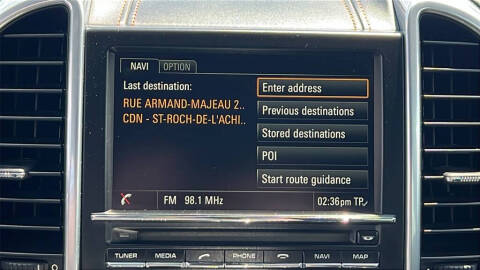 NAVI OPTION
Last destination:
RUE ARMAND-MAJEAU 2..
CDN - ST-ROCH-DE-L'ACHI..
Enter address
Previous destinations
Stored destinations
POI
Start route guidance
FM 98.1 MHz 02:36pm TP
TUNER MEDIA PHONE NAVI MAP